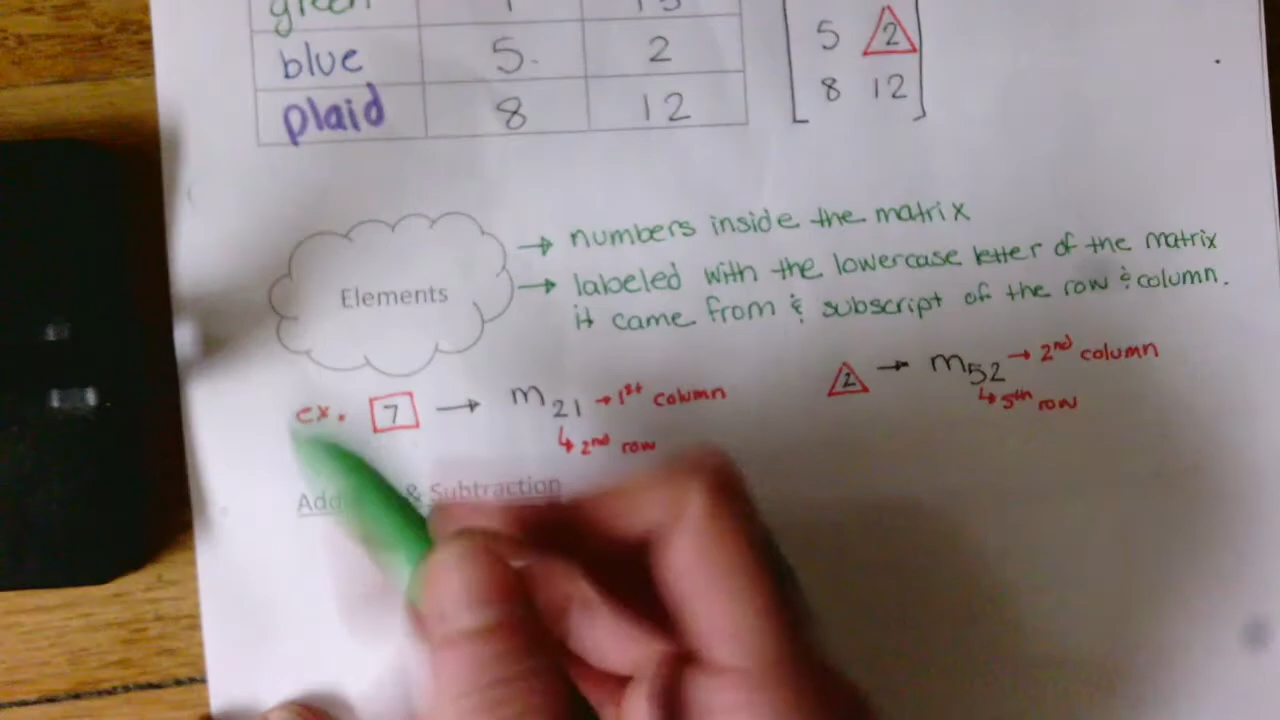 green
blue 5. 2
plaid 8 12
5 2
8 12
Elements
→ numbers inside the matrix
→ labeled with the lowercase letter of the matrix
it came from & subscript of the row & column.
ex. 7 → m21 → 1st column
↳ 2nd row
2 → m52 → 2nd column
↳ 5th row
& Subtraction